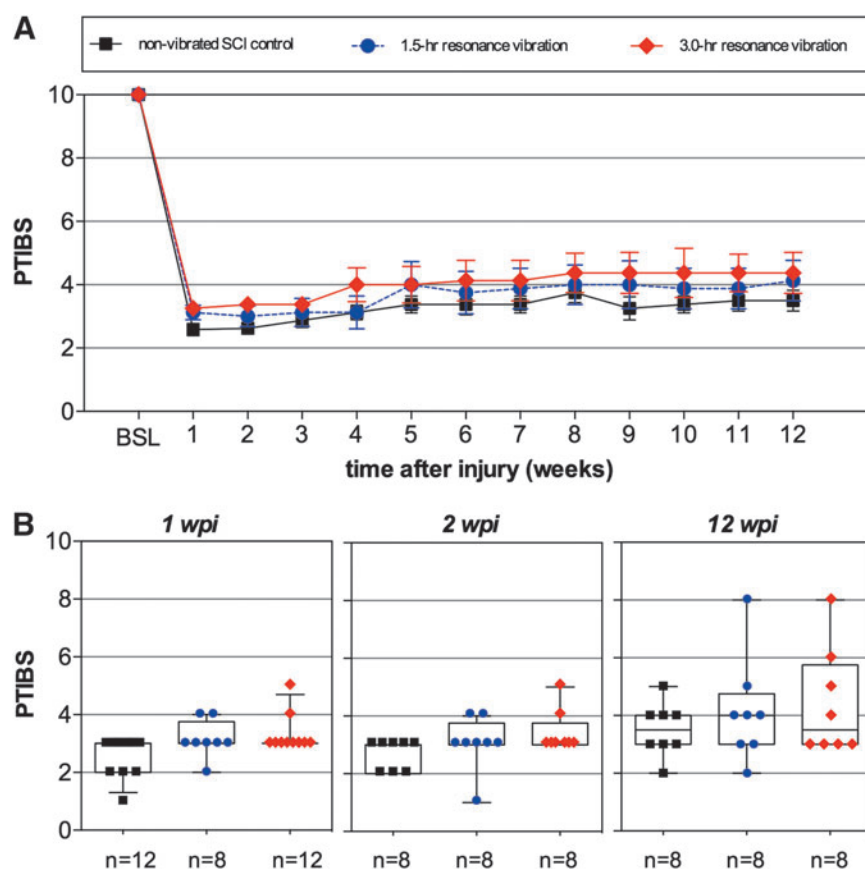 A
non-vibrated SCI control 1.5-hr resonance vibration 3.0-hr resonance vibration
10
8
6
4
2
0
PTIBS
BSL 1 2 3 4 5 6 7 8 9 10 11 12
time after injury (weeks)
B
1 wpi 2 wpi 12 wpi
10
8
6
4
2
0
PTIBS
n=12 n=8 n=12 n=8 n=8 n=8 n=8 n=8 n=8